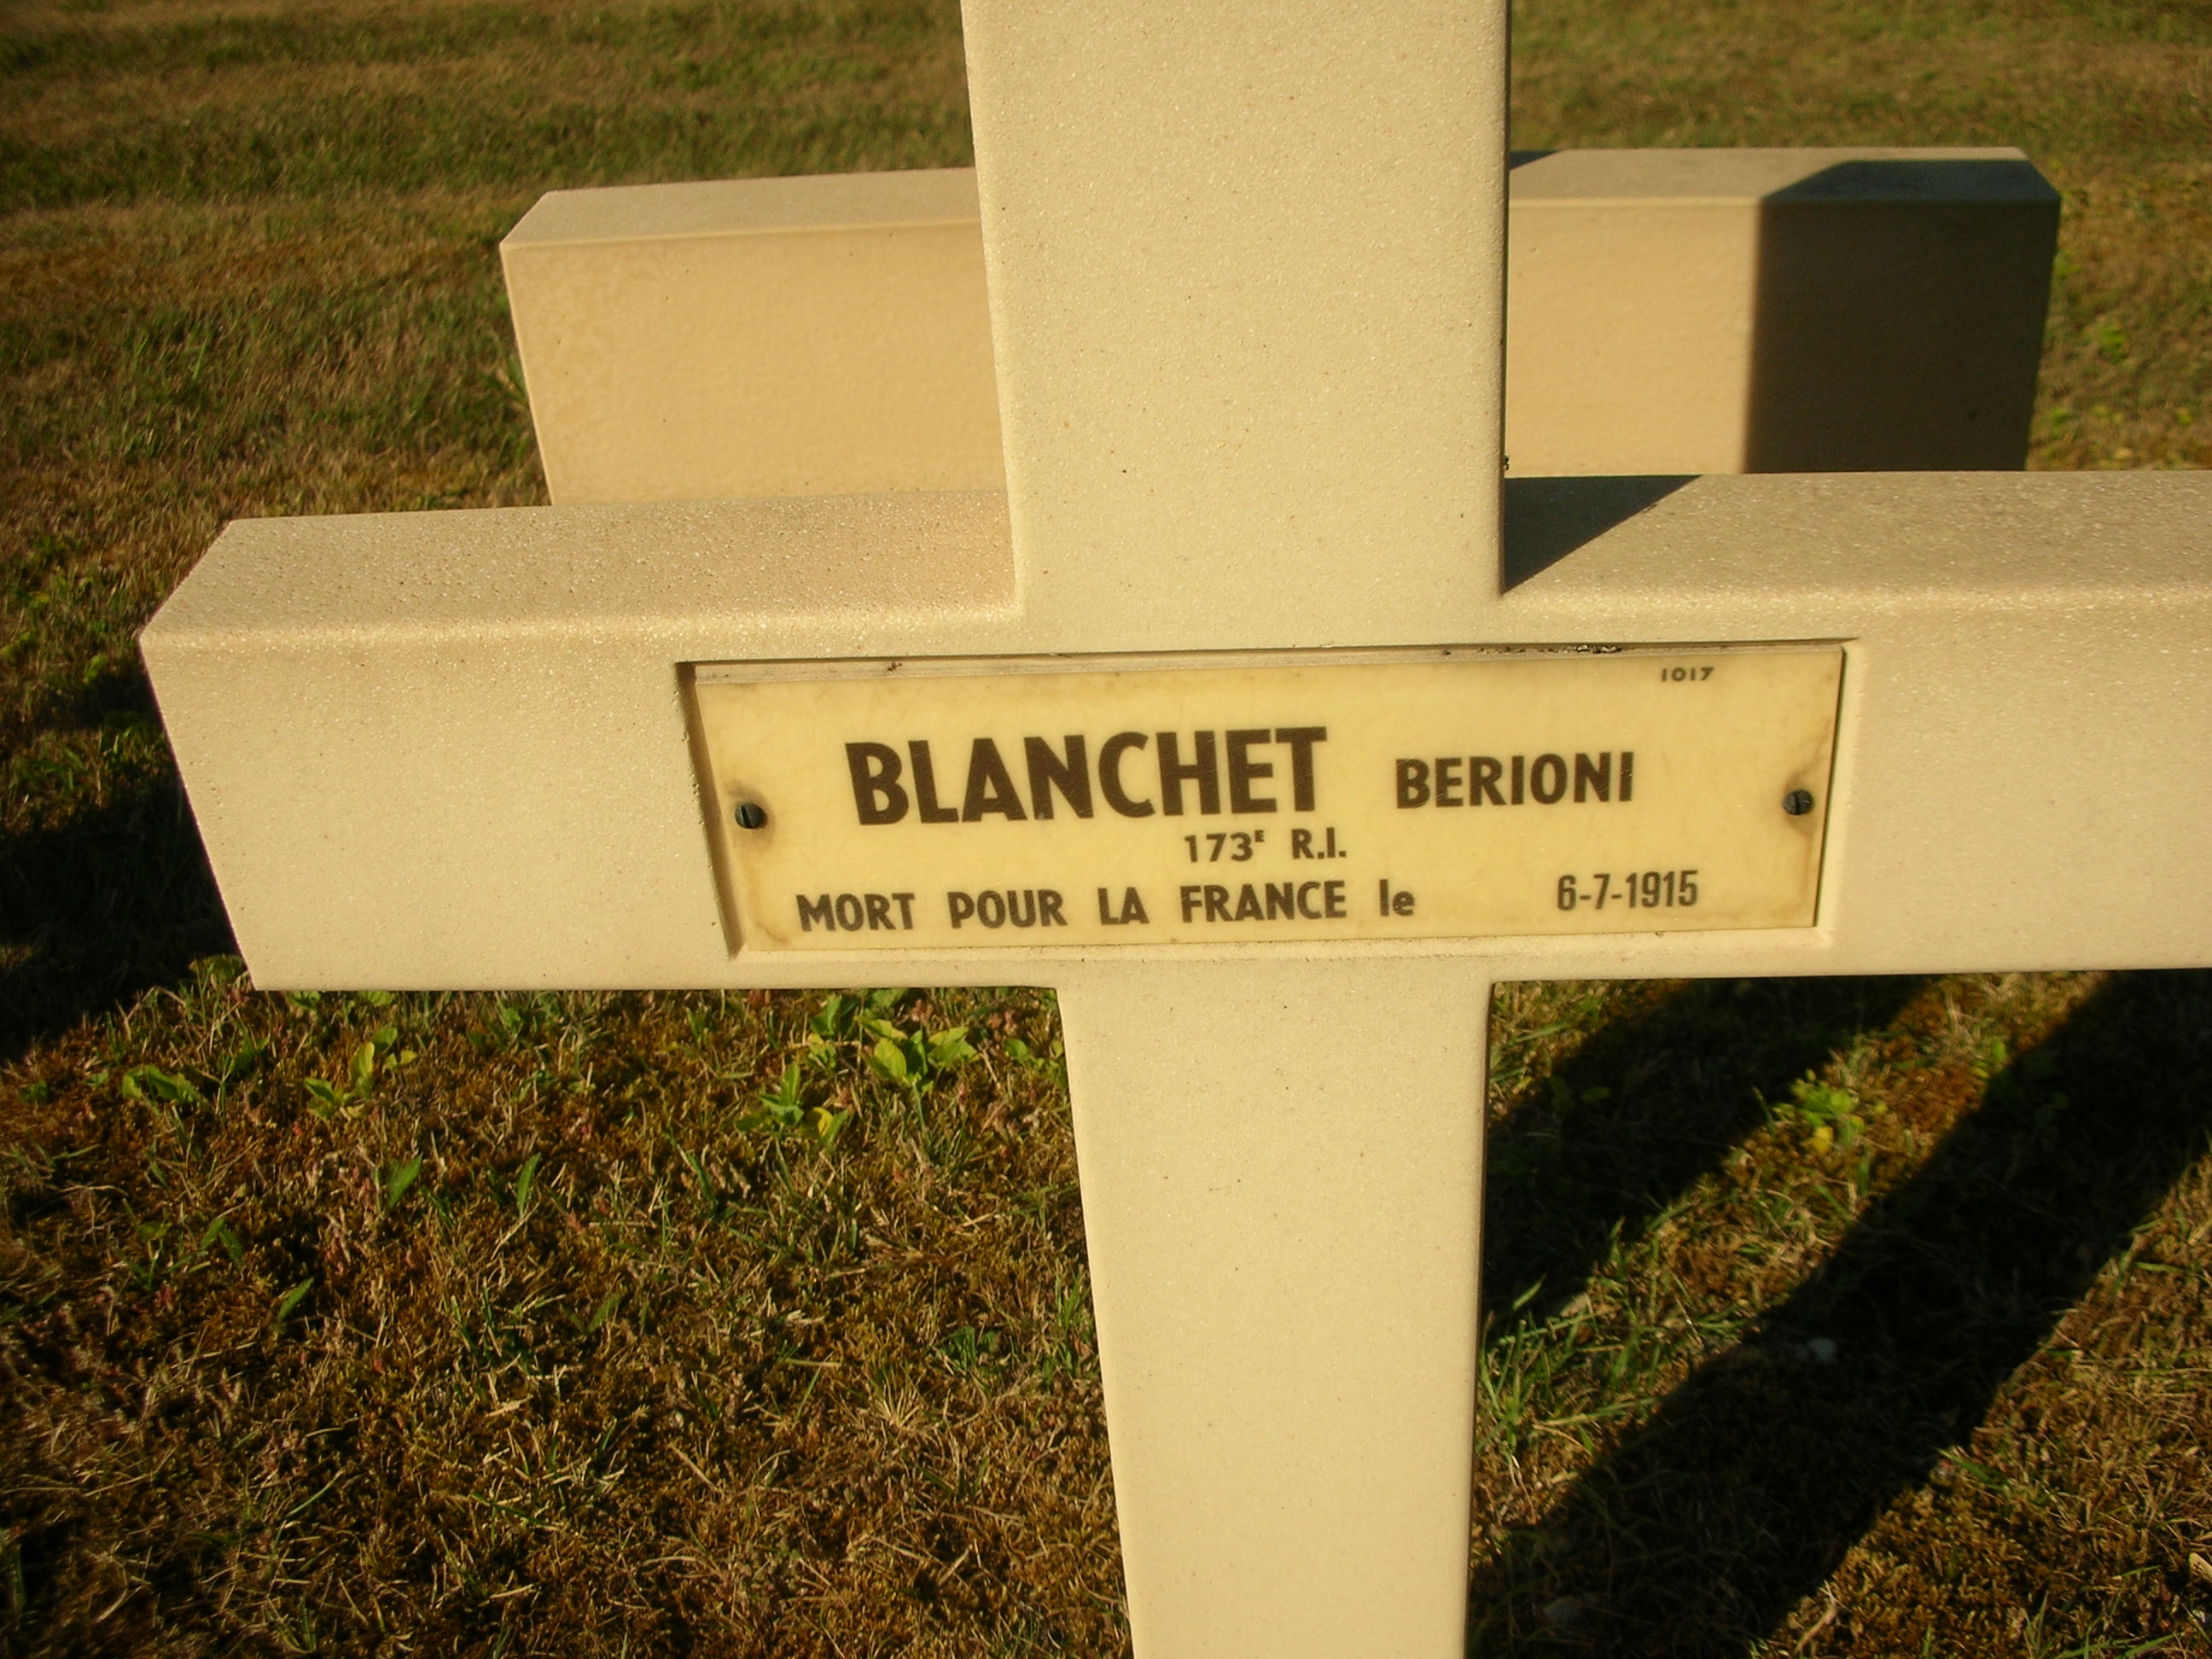 1017
BLANCHET BERIONI
173E R.I.
MORT POUR LA FRANCE le 6-7-1915